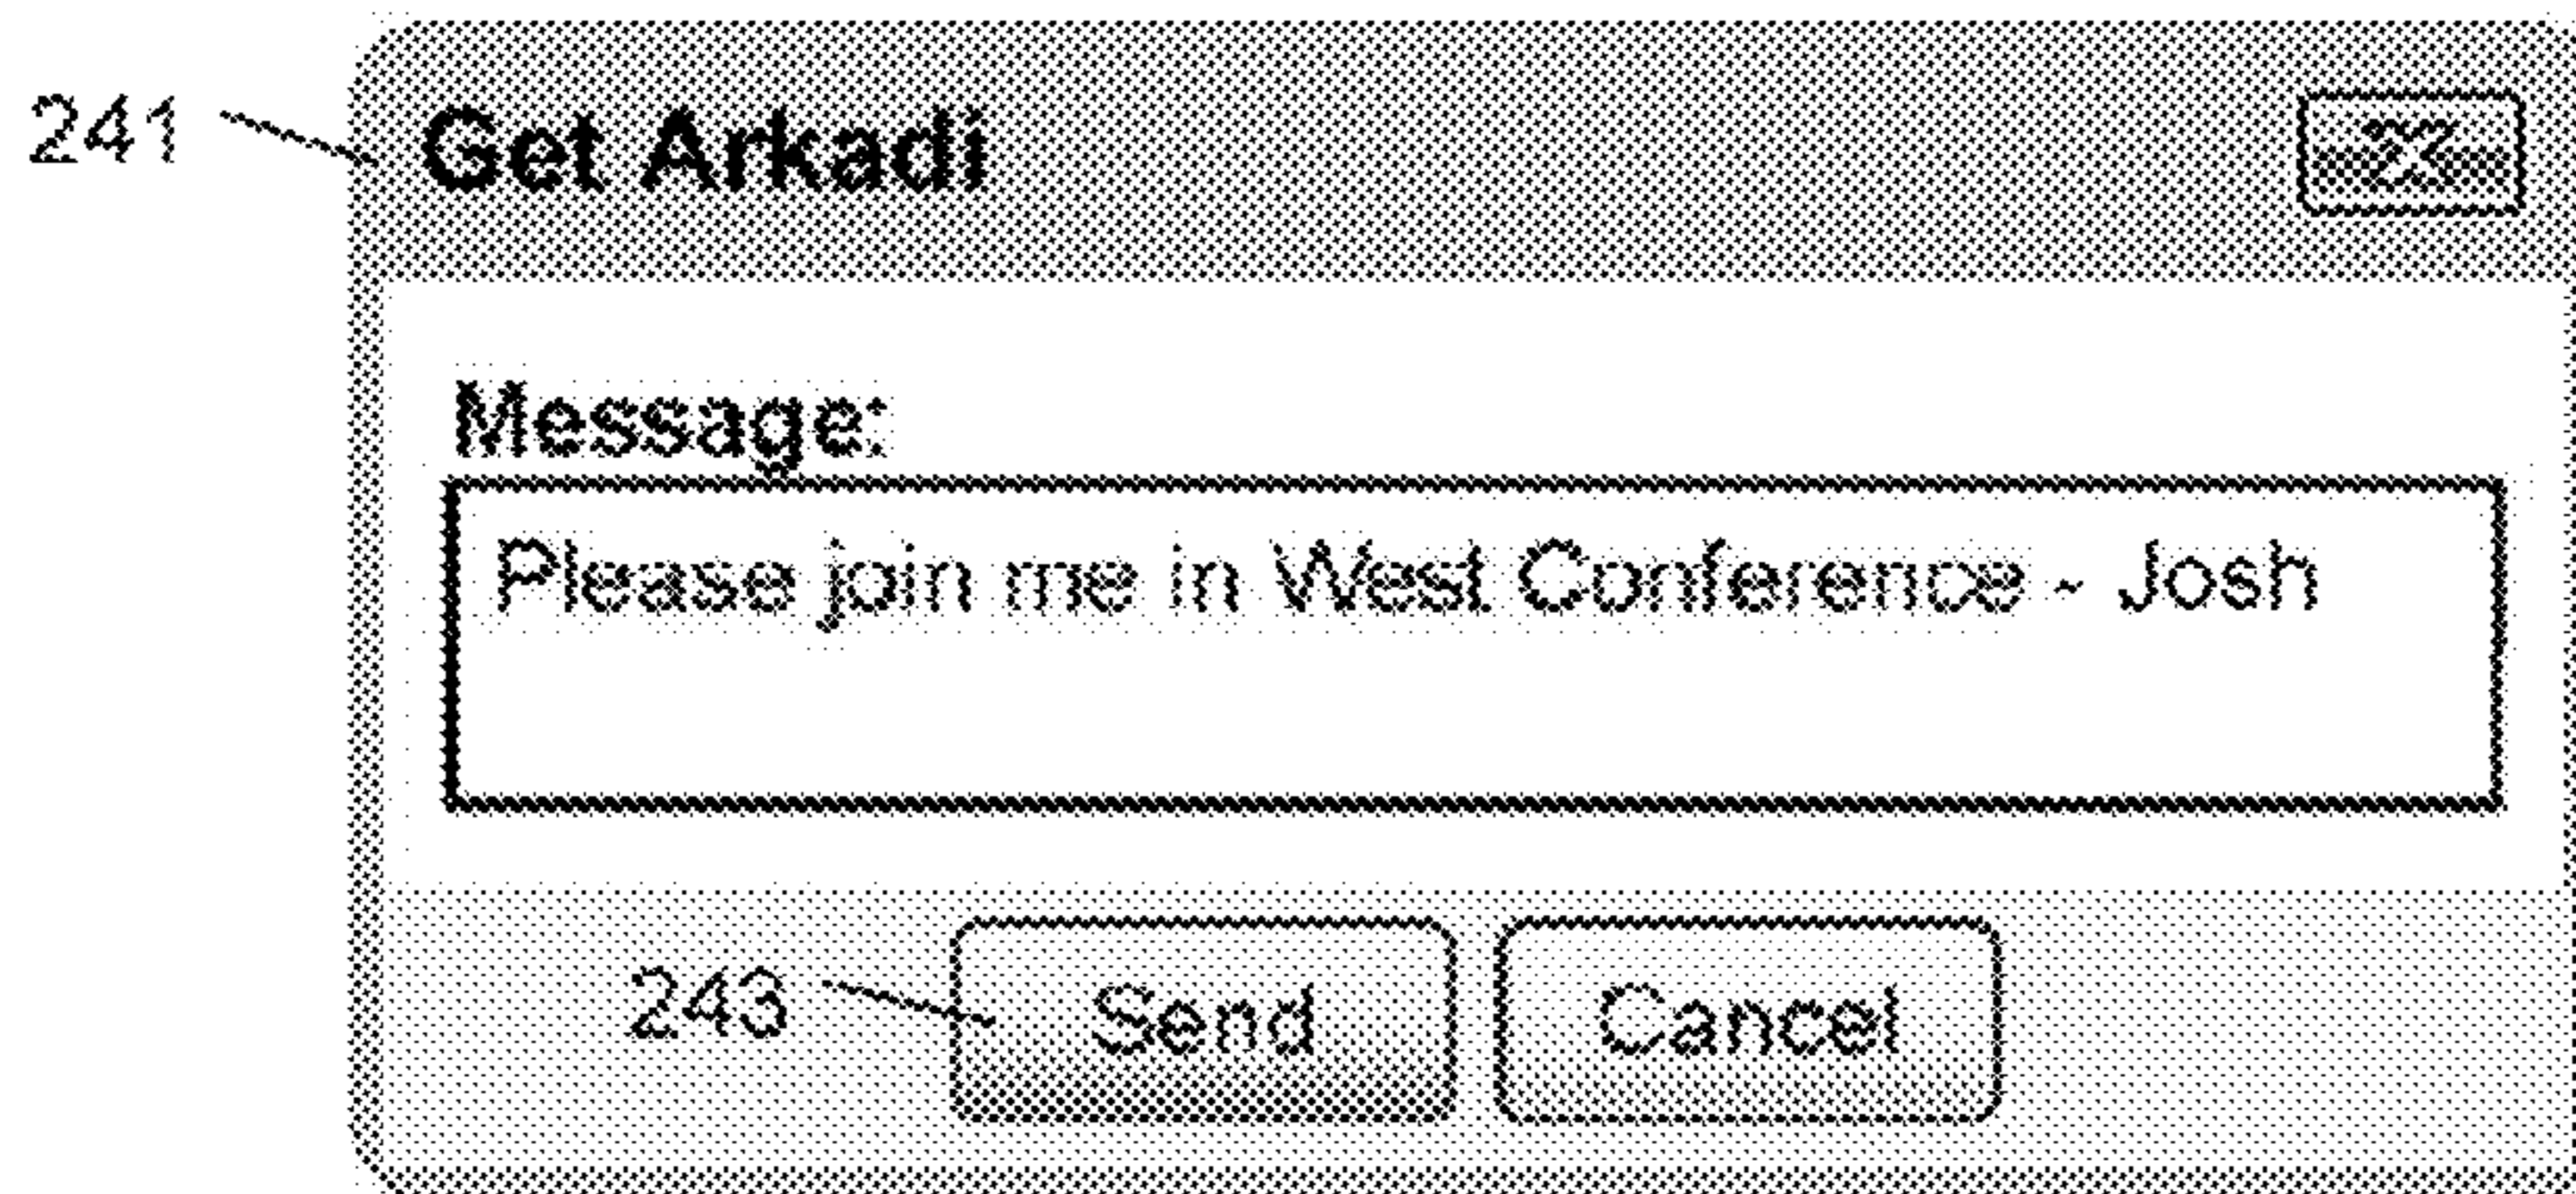 241
Get Arkadi
X
Message:
Please join me in West Conference - Josh
243
Send
Cancel